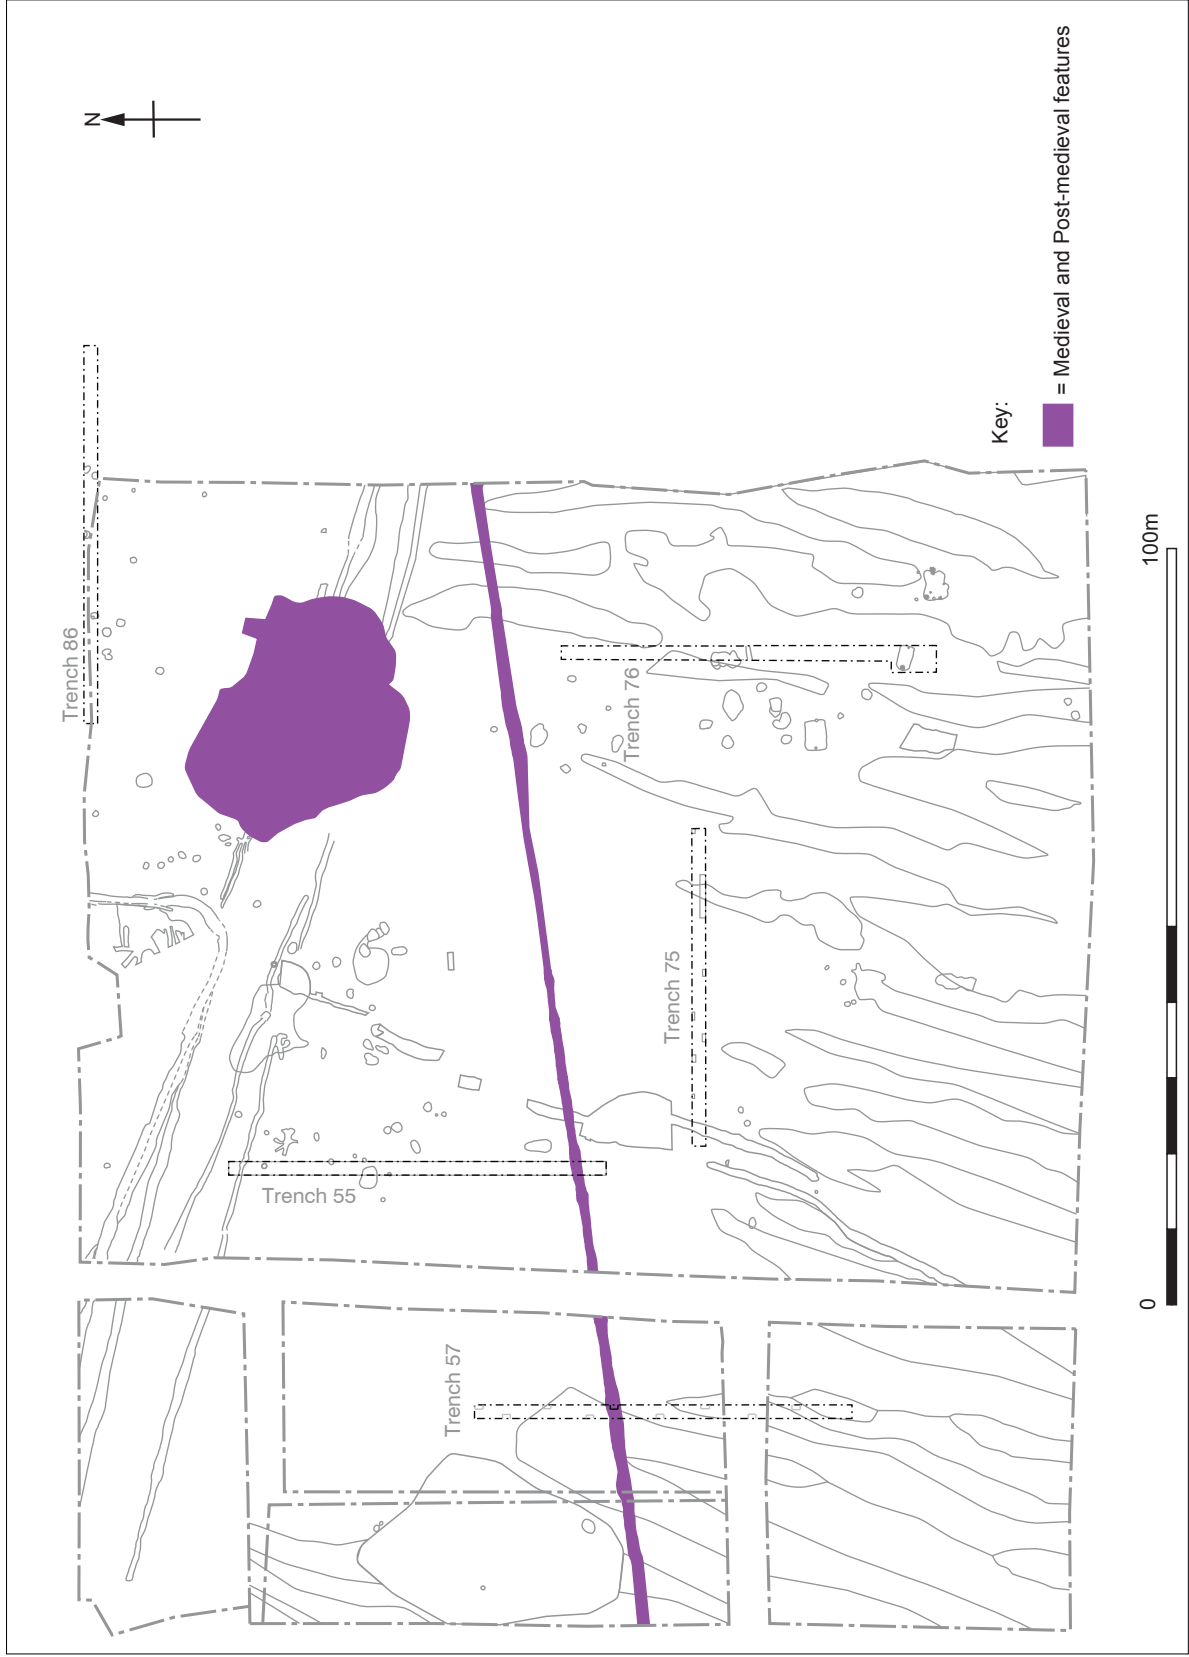 N
Trench 86
Trench 76
Trench 75
Trench 55
Trench 57
Key:
= Medieval and Post-medieval features
0
100m